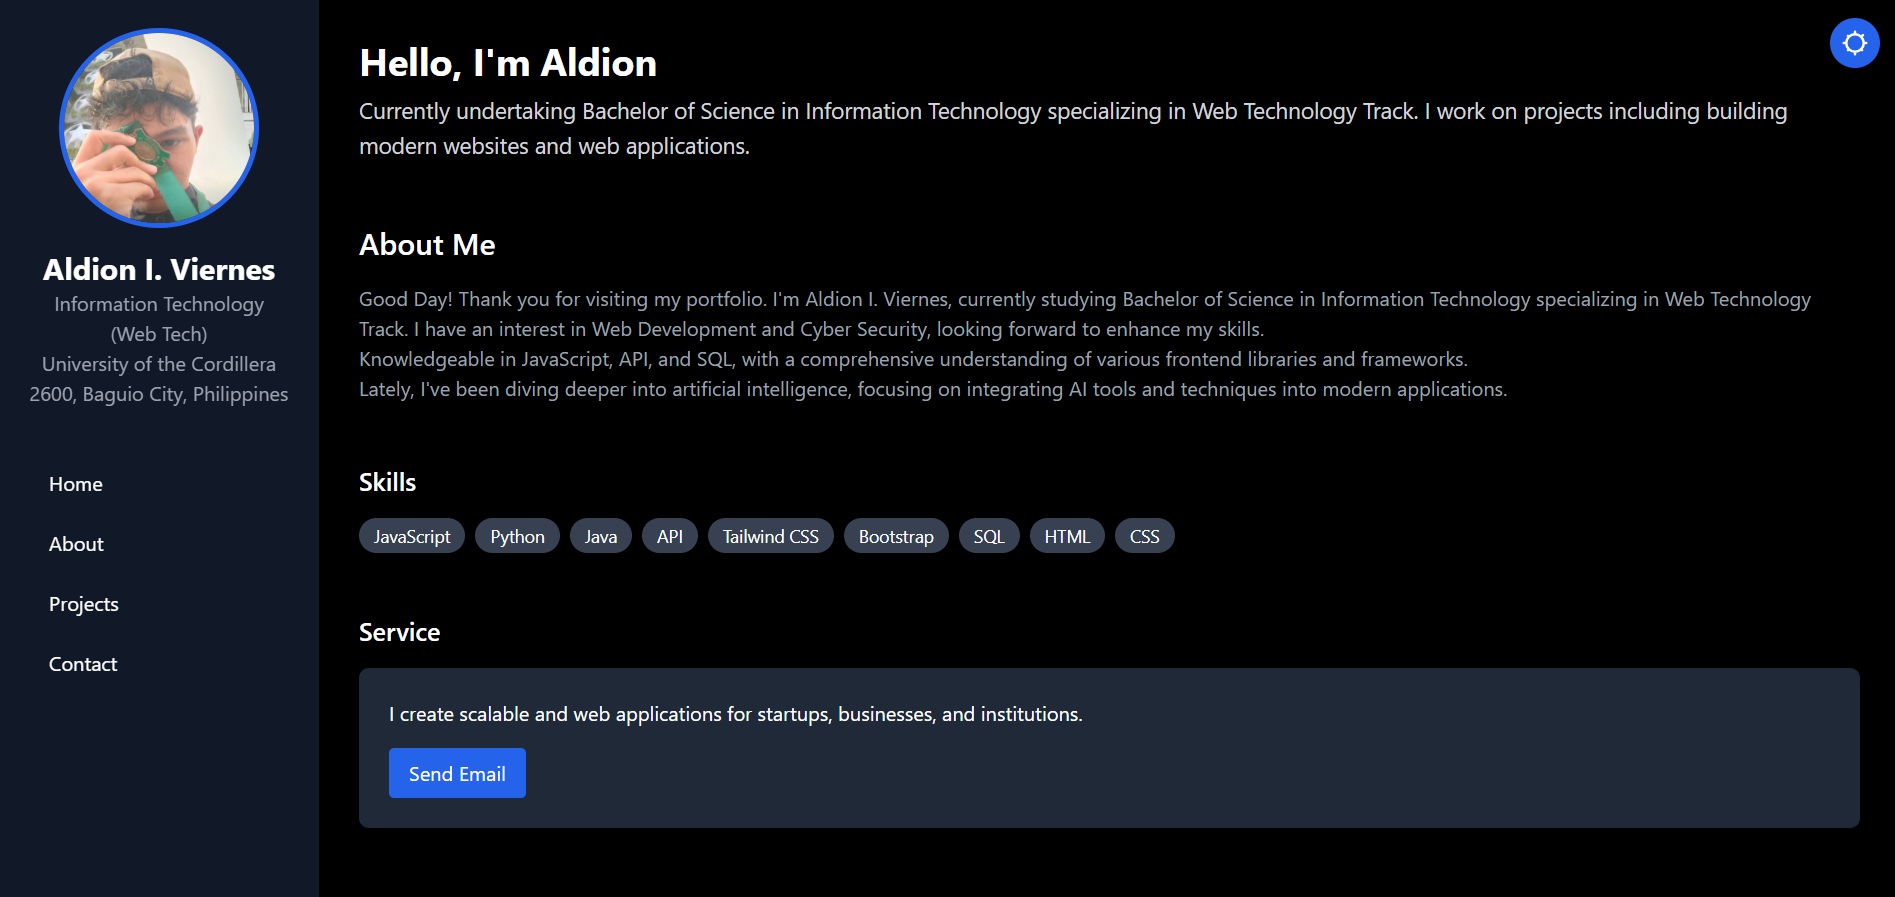 Aldion I. Viernes
Information Technology
(Web Tech)
University of the Cordillera
2600, Baguio City, Philippines
Home
About
Projects
Contact
Hello, I'm Aldion
Currently undertaking Bachelor of Science in Information Technology specializing in Web Technology Track. I work on projects including building
modern websites and web applications.
About Me
Good Day! Thank you for visiting my portfolio. I'm Aldion I. Viernes, currently studying Bachelor of Science in Information Technology specializing in Web Technology
Track. I have an interest in Web Development and Cyber Security, looking forward to enhance my skills.
Knowledgeable in JavaScript, API, and SQL, with a comprehensive understanding of various frontend libraries and frameworks.
Lately, I've been diving deeper into artificial intelligence, focusing on integrating AI tools and techniques into modern applications.
Skills
JavaScript Python Java API Tailwind CSS Bootstrap SQL HTML CSS
Service
I create scalable and web applications for startups, businesses, and institutions.
Send Email